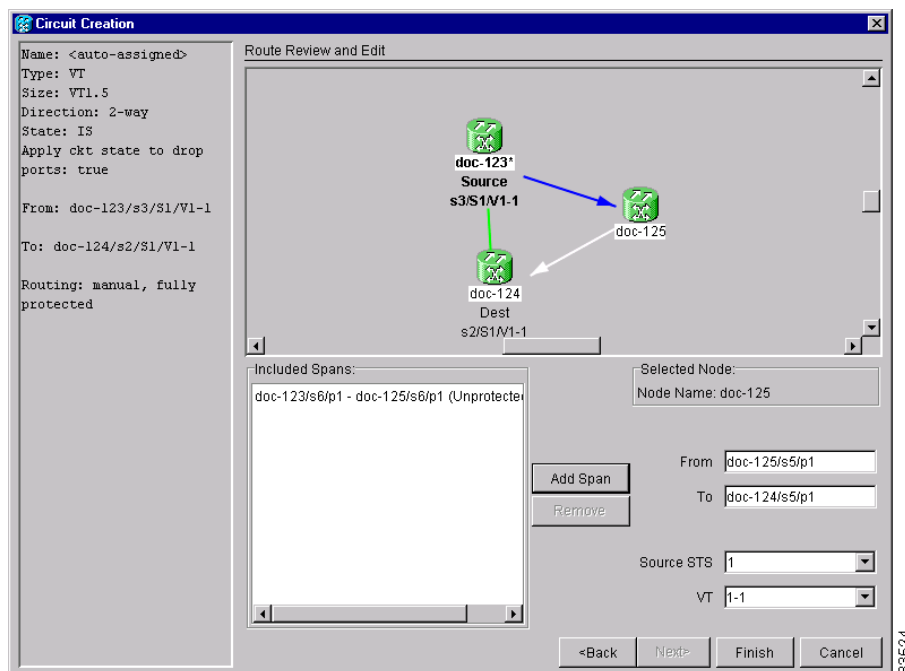 Circuit Creation
Name: <auto-assigned>
Type: VT
Size: VT1.5
Direction: 2-way
State: IS
Apply ckt state to drop
ports: true
From: doc-123/s3/S1/V1-1
To: doc-124/s2/S1/V1-1
Routing: manual, fully
protected
Route Review and Edit
doc-123*
Source
s3/S1/V1-1
doc-125
doc-124
Dest
s2/S1/V1-1
Included Spans:
doc-123/s6/p1 - doc-125/s6/p1 (Unprotecte
Add Span
Remove
Selected Node:
Node Name: doc-125
From doc-125/s5/p1
To doc-124/s5/p1
Source STS 1
VT 1-1
<Back Next> Finish Cancel